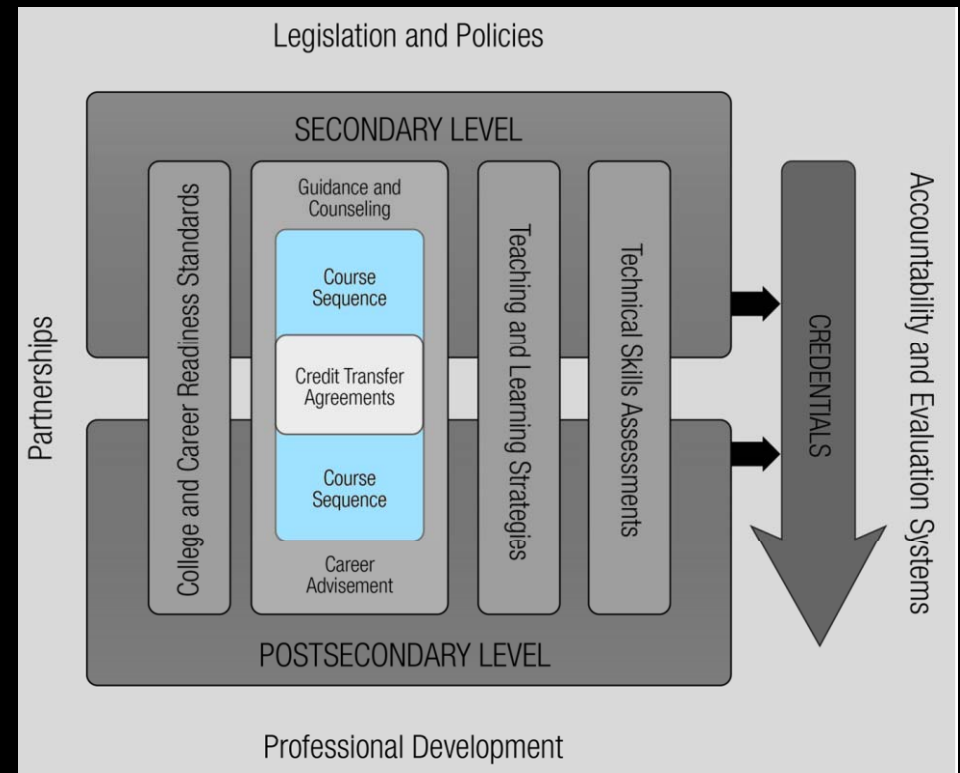 Legislation and Policies
SECONDARY LEVEL
Partnerships
College and Career Readiness Standards
Guidance and
Counseling
Course
Sequence
Credit Transfer
Agreements
Course
Sequence
Career
Advisement
Teaching and Learning Strategies
Technical Skills Assessments
CREDENTIALS
Accountability and Evaluation Systems
POSTSECONDARY LEVEL
Professional Development